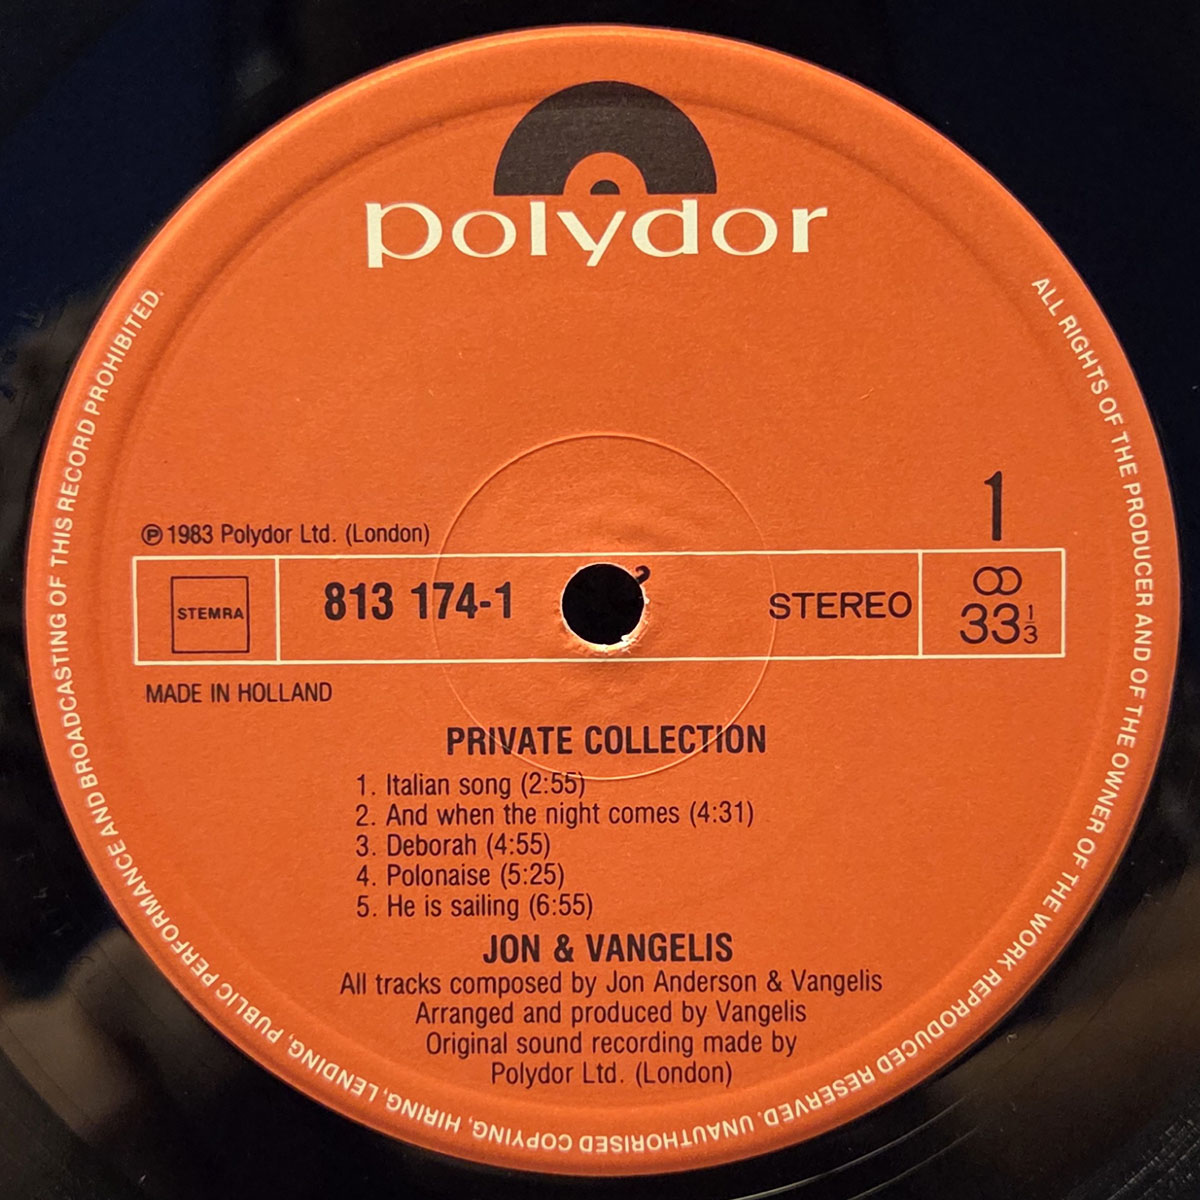 polydor
℗ 1983 Polydor Ltd. (London)
1
STEMRA
813 174-1
STEREO
33 1/3
MADE IN HOLLAND
PRIVATE COLLECTION
1. Italian song (2:55)
2. And when the night comes (4:31)
3. Deborah (4:55)
4. Polonaise (5:25)
5. He is sailing (6:55)
JON & VANGELIS
All tracks composed by Jon Anderson & Vangelis
Arranged and produced by Vangelis
Original sound recording made by
Polydor Ltd. (London)
ALL RIGHTS OF THE PRODUCER AND OF THE OWNER OF THE WORK REPRODUCED RESERVED. UNAUTHORISED COPYING, HIRING, LENDING, PUBLIC PERFORMANCE AND BROADCASTING OF THIS RECORD PROHIBITED.